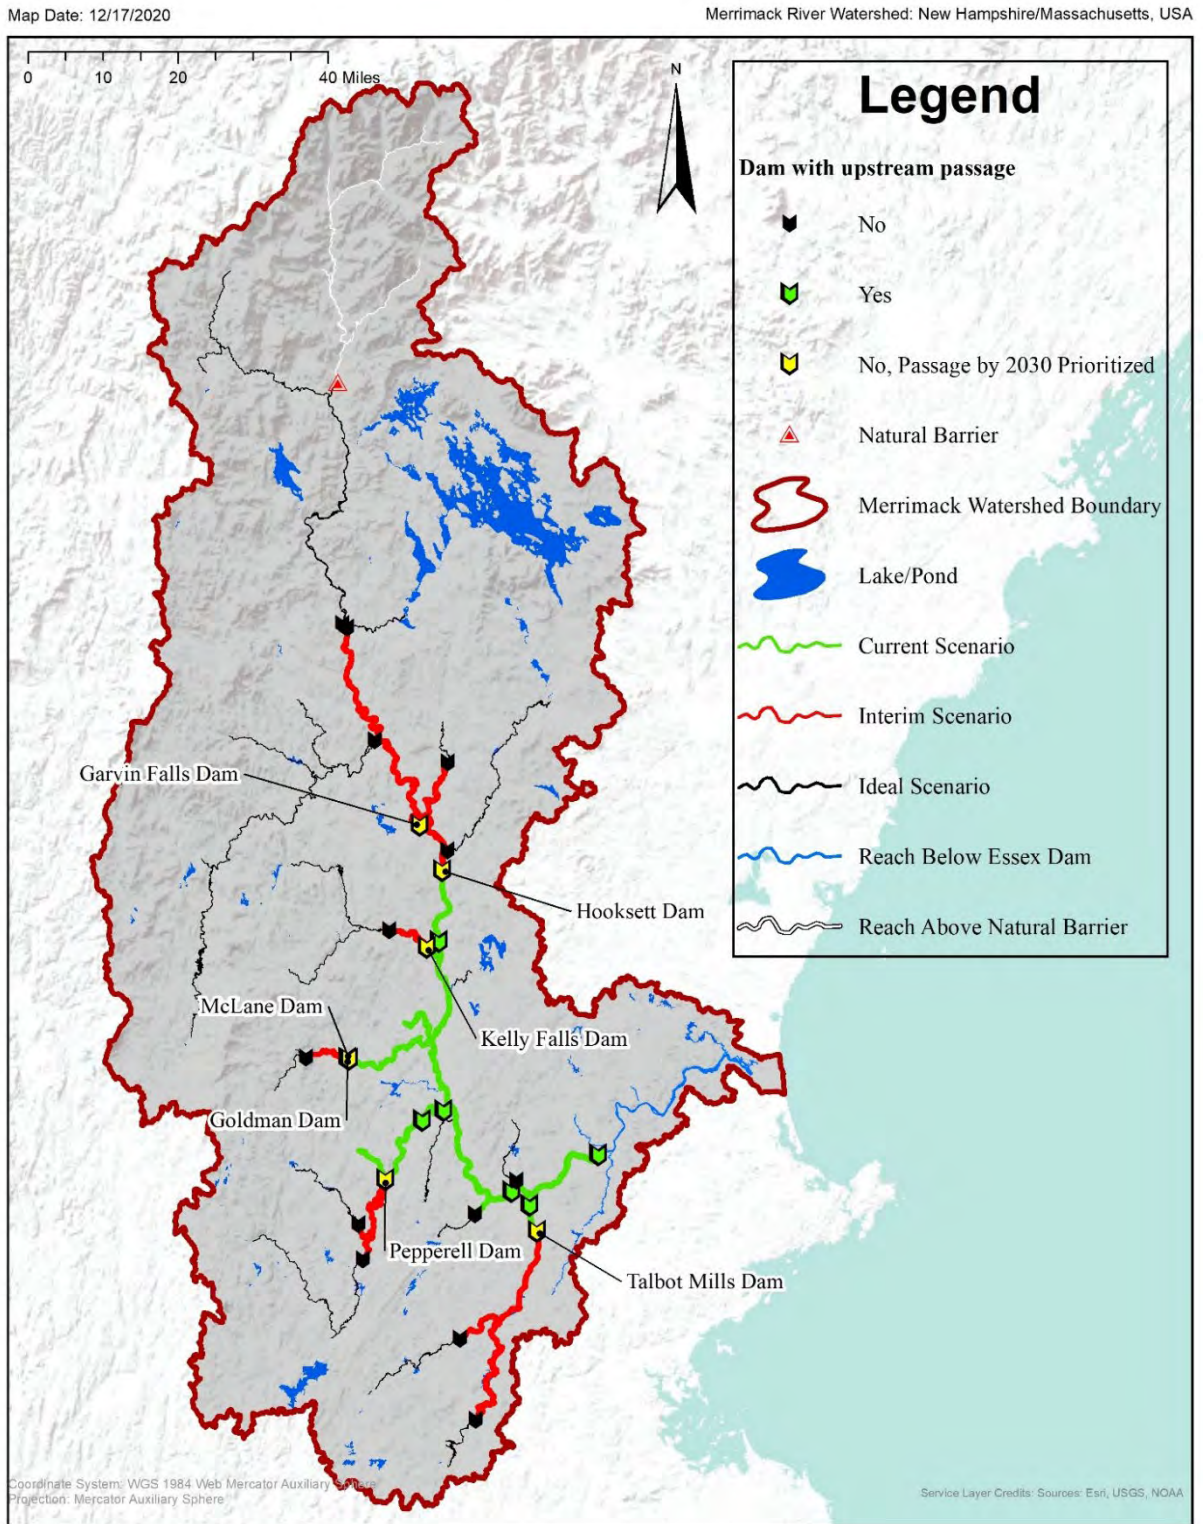 Map Date: 12/17/2020
Merrimack River Watershed: New Hampshire/Massachusetts, USA
0 10 20 40 Miles
N
Legend
Dam with upstream passage
No
Yes
No, Passage by 2030 Prioritized
Natural Barrier
Merrimack Watershed Boundary
Lake/Pond
Current Scenario
Interim Scenario
Ideal Scenario
Reach Below Essex Dam
Reach Above Natural Barrier
Garvin Falls Dam
Hooksett Dam
McLane Dam
Kelly Falls Dam
Goldman Dam
Pepperell Dam
Talbot Mills Dam
Coordinate System: WGS 1984 Web Mercator Auxiliary Sphere
Projection: Mercator Auxiliary Sphere
Service Layer Credits: Sources: Esri, USGS, NOAA